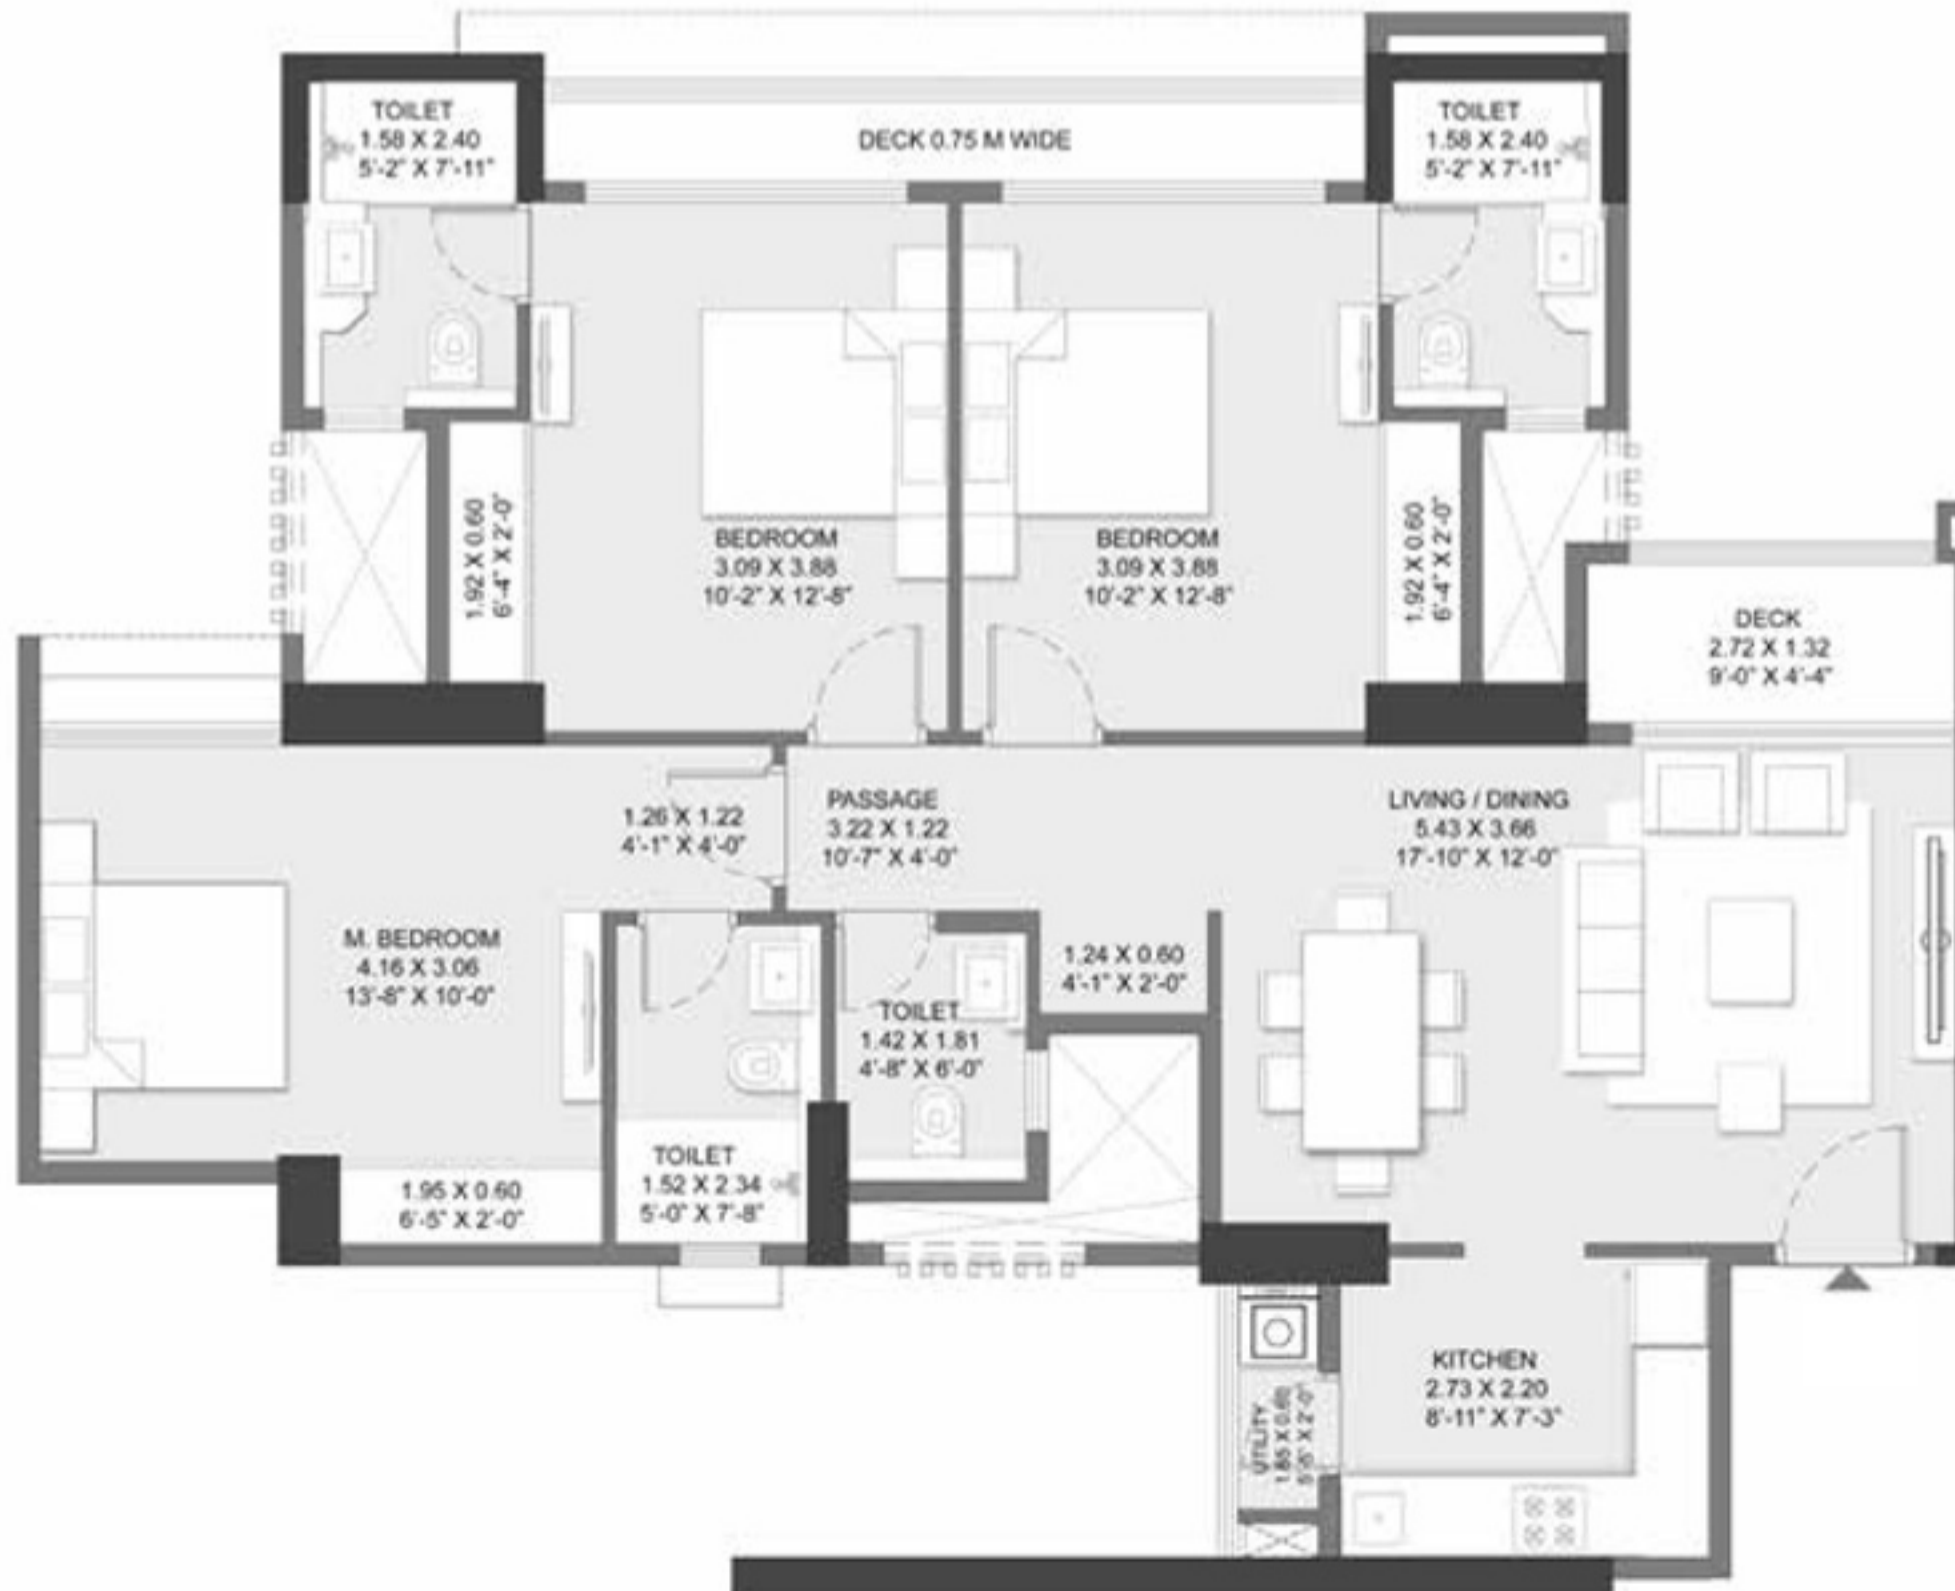 TOILET
1.58 X 2.40
5'-2" X 7'-11"
DECK 0.75 M WIDE
TOILET
1.58 X 2.40
5'-2" X 7'-11"
1.92 X 0.60
6'-4" X 2'-0"
BEDROOM
3.09 X 3.88
10'-2" X 12'-8"
BEDROOM
3.09 X 3.88
10'-2" X 12'-8"
1.92 X 0.60
6'-4" X 2'-0"
DECK
2.72 X 1.32
9'-0" X 4'-4"
1.26 X 1.22
4'-1" X 4'-0"
PASSAGE
3.22 X 1.22
10'-7" X 4'-0"
LIVING / DINING
5.43 X 3.66
17'-10" X 12'-0"
M. BEDROOM
4.16 X 3.06
13'-8" X 10'-0"
1.24 X 0.60
4'-1" X 2'-0"
TOILET
1.42 X 1.81
4'-8" X 6'-0"
TOILET
1.52 X 2.34
5'-0" X 7'-8"
1.95 X 0.60
6'-5" X 2'-0"
KITCHEN
2.73 X 2.20
8'-11" X 7'-3"
UTILITY
X 0.60
X 2'-0"